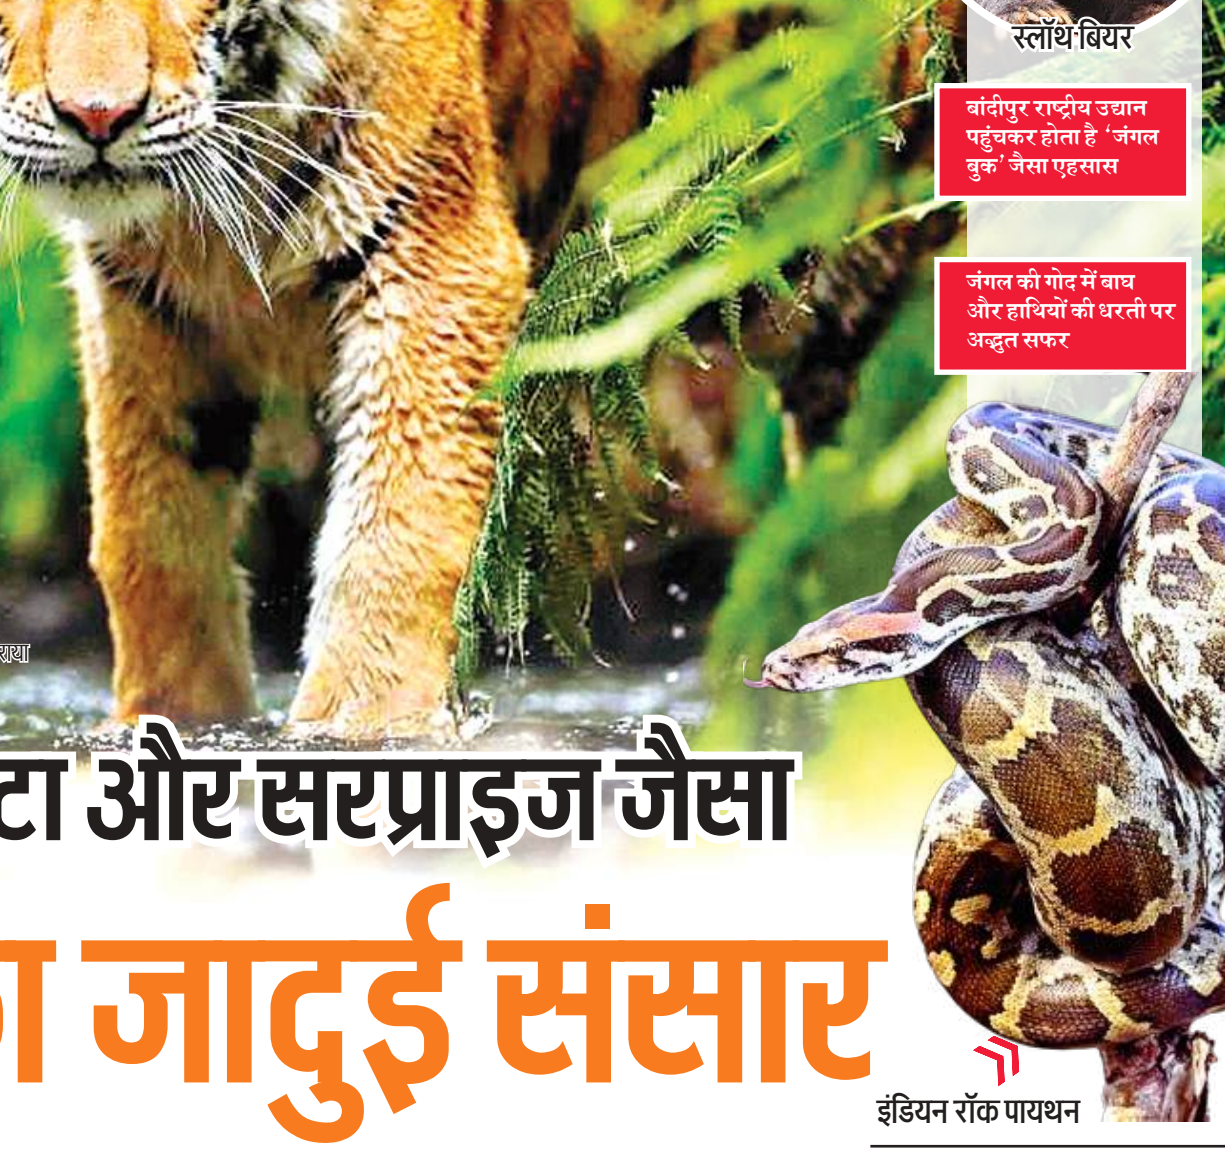 स्लॉथ बियर
बांदीपुर राष्ट्रीय उद्यान
पहुंचकर होता है ‘जंगल
बुक’ जैसा एहसास
जंगल की गोद में बाघ
और हाथियों की धरती पर
अद्भुत सफर
और सरप्राइज जैसा
जादुई संसार
इंडियन रॉक पायथन